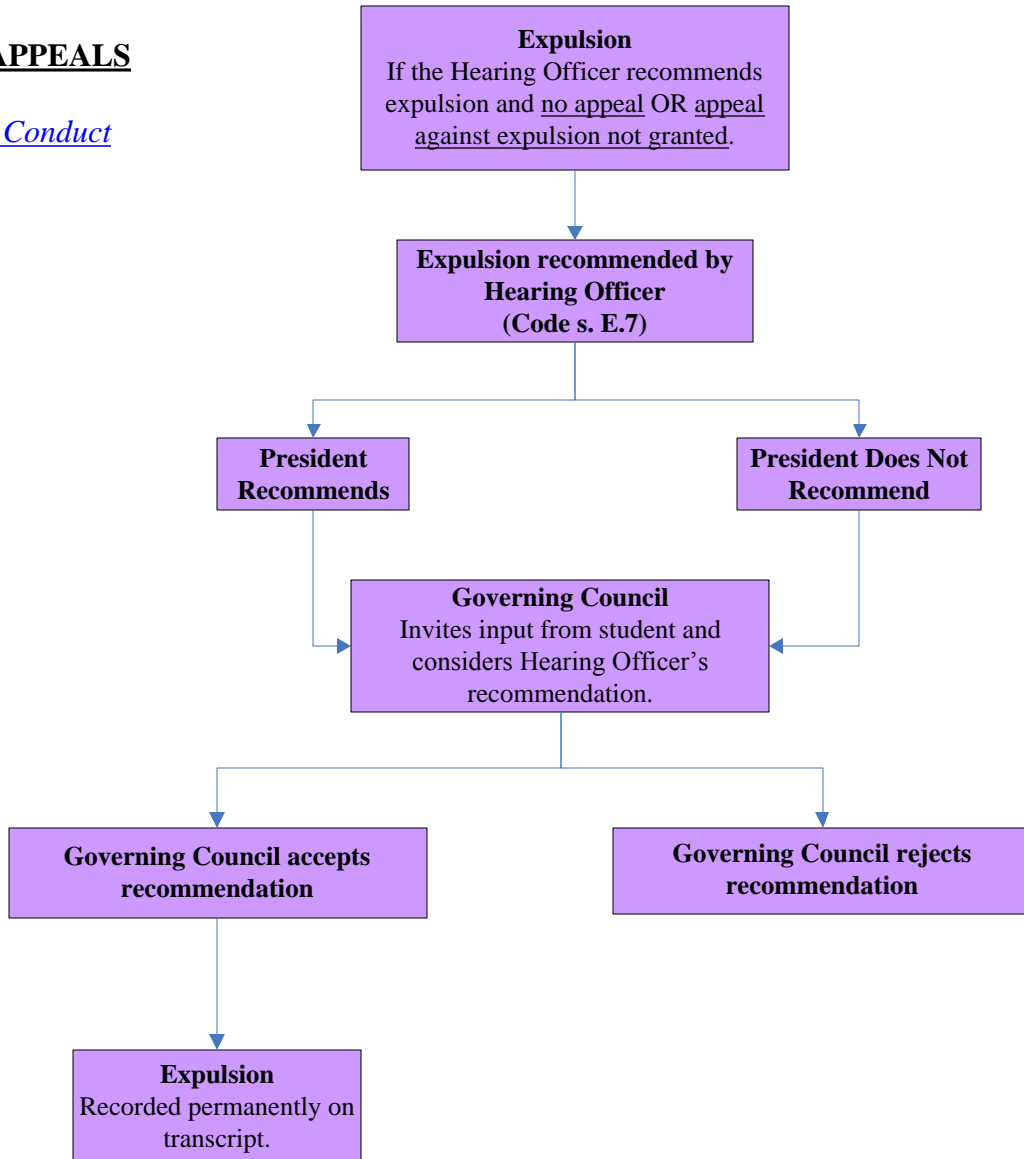 APPEALS
Conduct
Expulsion
If the Hearing Officer recommends
expulsion and no appeal OR appeal
against expulsion not granted.
Expulsion recommended by
Hearing Officer
(Code s. E.7)
President
Recommends
President Does Not
Recommend
Governing Council
Invites input from student and
considers Hearing Officer’s
recommendation.
Governing Council accepts
recommendation
Governing Council rejects
recommendation
Expulsion
Recorded permanently on
transcript.